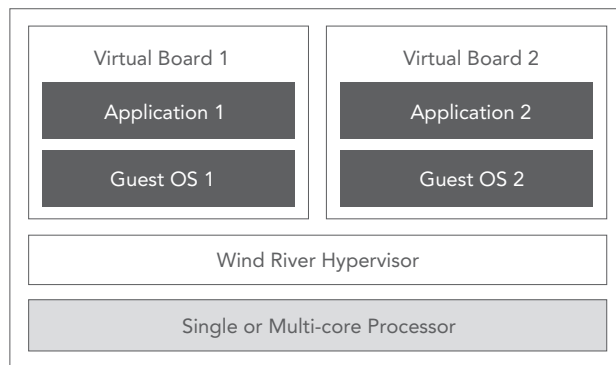 Virtual Board 1
Application 1
Guest OS 1
Virtual Board 2
Application 2
Guest OS 2
Wind River Hypervisor
Single or Multi-core Processor